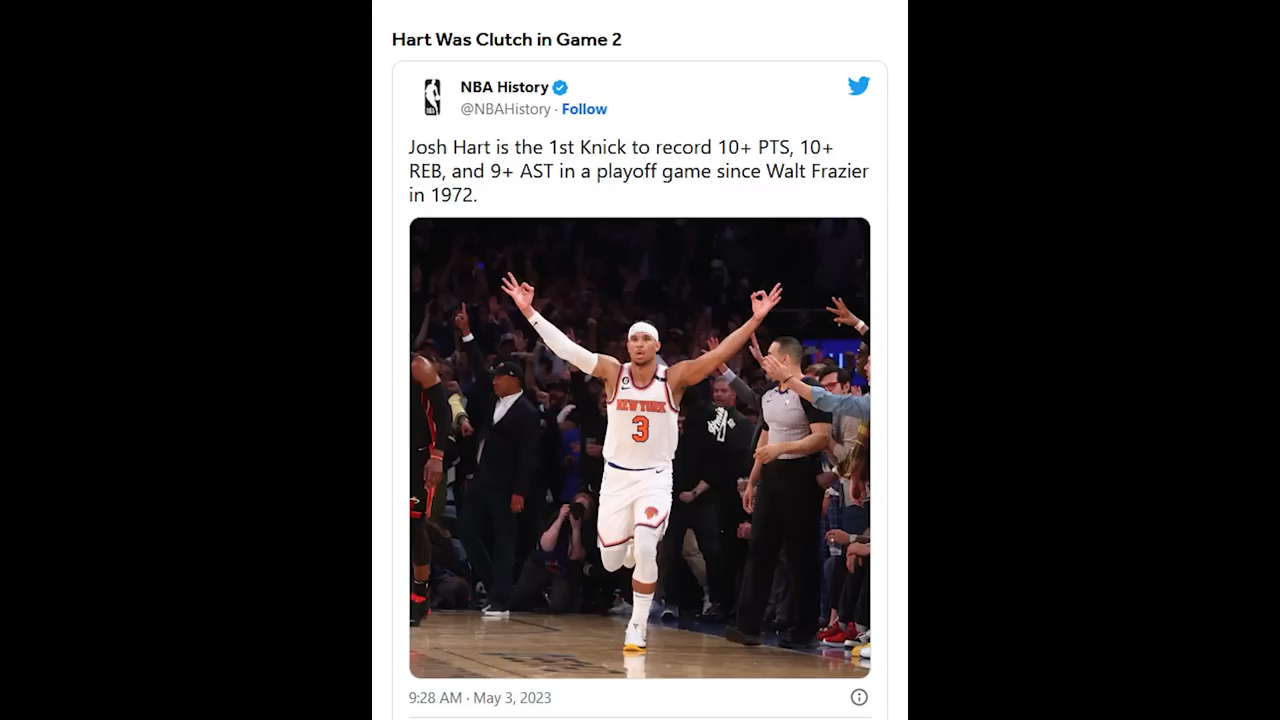 Hart Was Clutch in Game 2
NBA History
@NBAHistory · Follow
Josh Hart is the 1st Knick to record 10+ PTS, 10+
REB, and 9+ AST in a playoff game since Walt Frazier
in 1972.
NEW YORK
3
9:28 AM · May 3, 2023